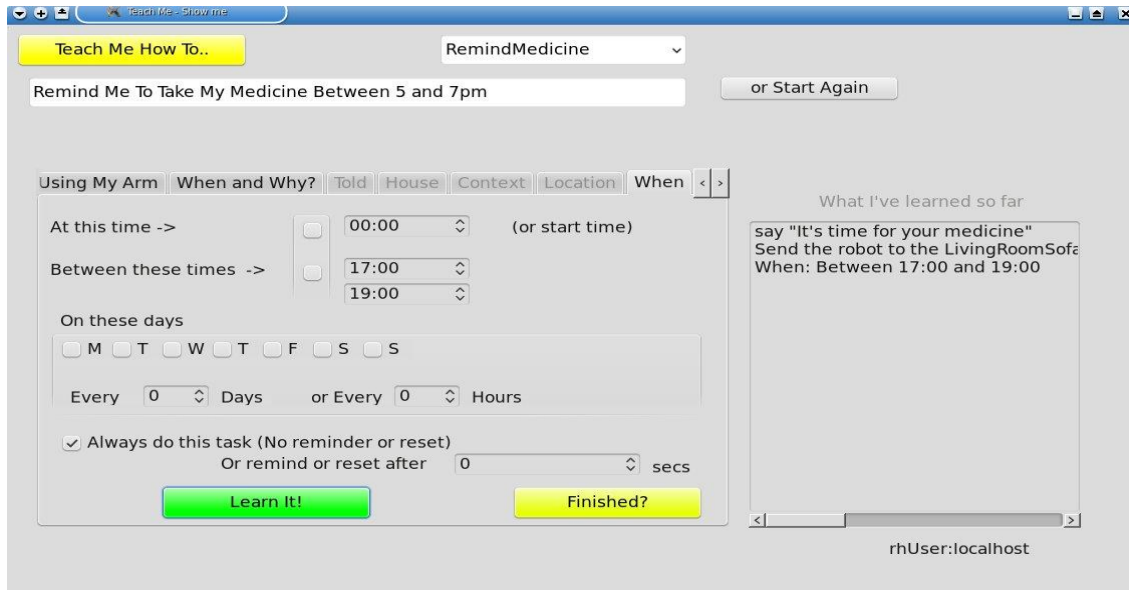 Teach Me - Show me
Teach Me How To..
RemindMedicine
Remind Me To Take My Medicine Between 5 and 7pm
or Start Again
Using My Arm
When and Why?
Told
House
Context
Location
When
At this time ->
00:00
(or start time)
Between these times ->
17:00
19:00
On these days
M T W T F S S
Every 0 Days or Every 0 Hours
Always do this task (No reminder or reset)
Or remind or reset after 0 secs
Learn It!
Finished?
What I've learned so far
say "It's time for your medicine"
Send the robot to the LivingRoomSofa
When: Between 17:00 and 19:00
rhUser:localhost